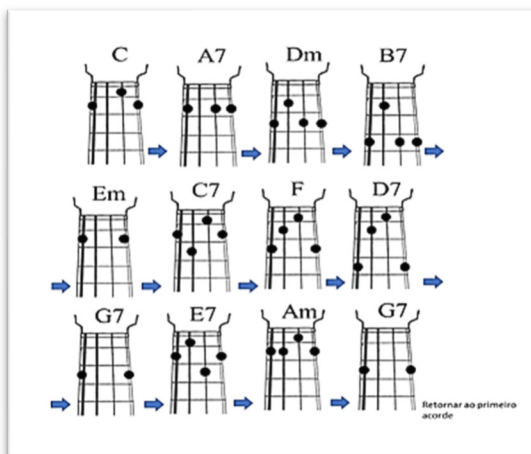 C A7 Dm B7
Em C7 F D7
G7 E7 Am G7
Retornar ao primeiro
acorde